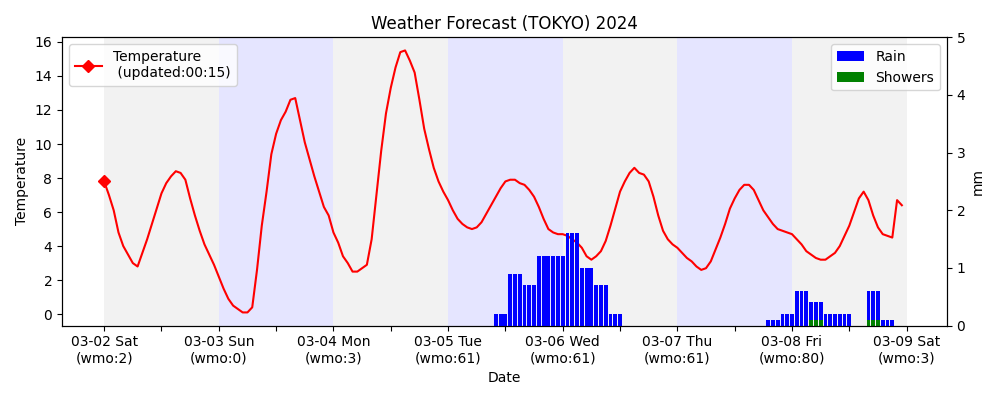 Weather Forecast (TOKYO) 2024
Temperature
(updated:00:15)
Rain
Showers
16
14
12
10
8
6
4
2
0
Temperature
5
4
3
2
1
0
mm
03-02 Sat
(wmo:2)
03-03 Sun
(wmo:0)
03-04 Mon
(wmo:3)
03-05 Tue
(wmo:61)
03-06 Wed
(wmo:61)
03-07 Thu
(wmo:61)
03-08 Fri
(wmo:80)
03-09 Sat
(wmo:3)
Date